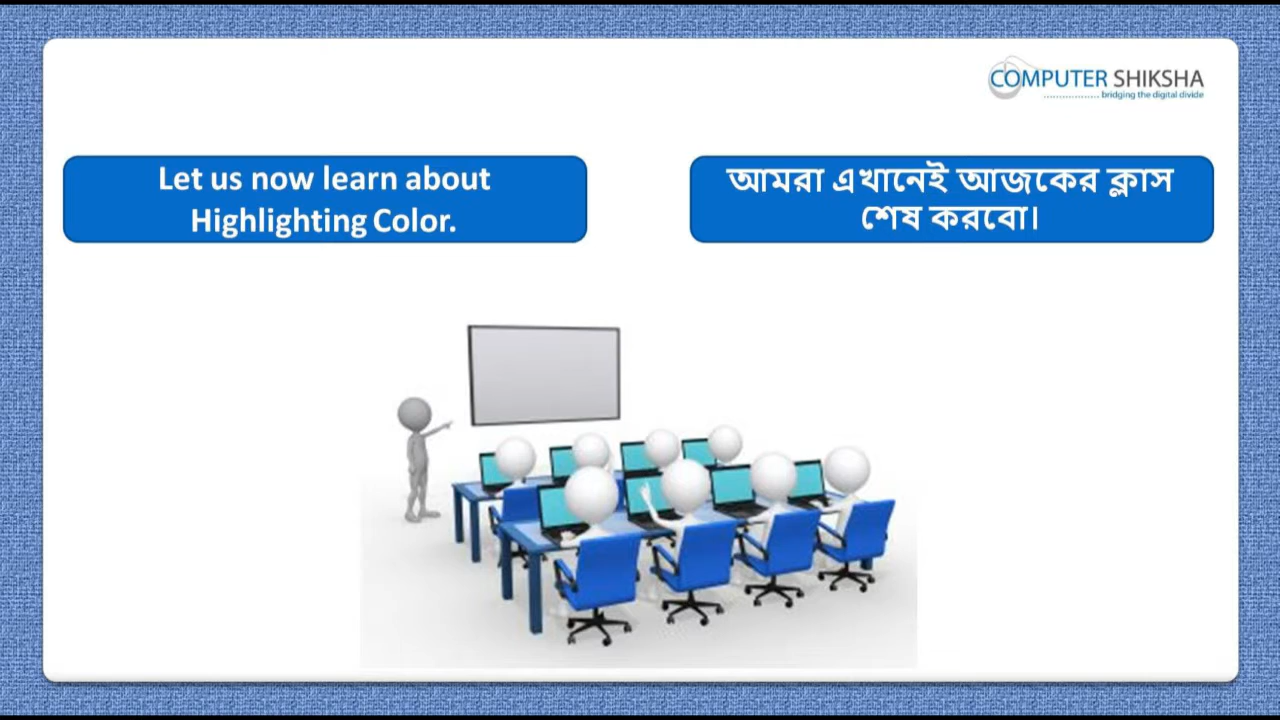 COMPUTER SHIKSHA
bridging the digital divide
Let us now learn about
Highlighting Color.
আমরা এখানেই আজকের ক্লাস
শেষ করবো।